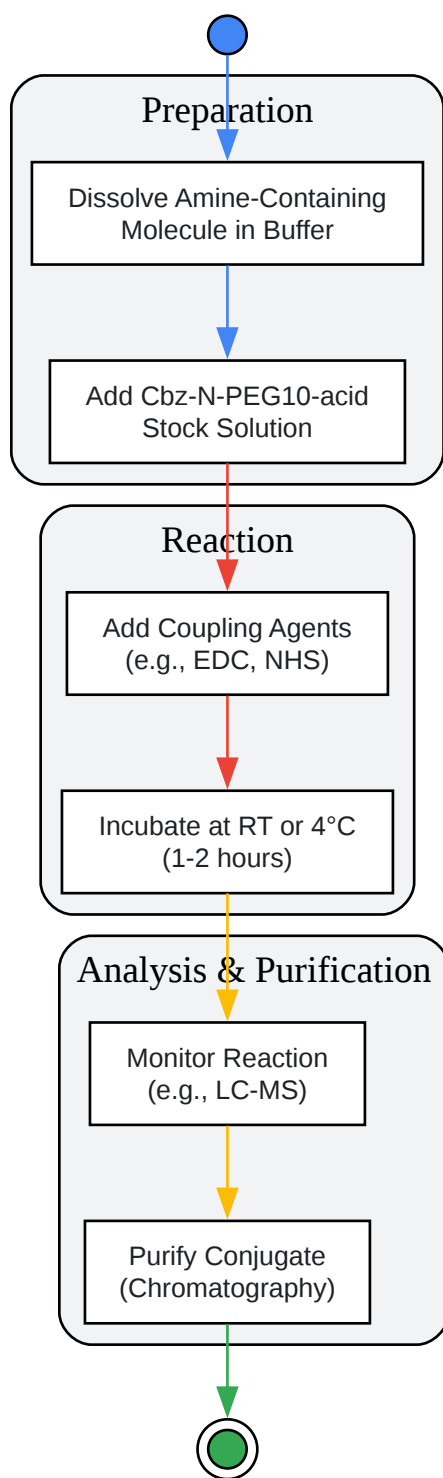 Preparation
Dissolve Amine-Containing
Molecule in Buffer
Add Cbz-N-PEG10-acid
Stock Solution
Reaction
Add Coupling Agents
(e.g., EDC, NHS)
Incubate at RT or 4°C
(1-2 hours)
Analysis & Purification
Monitor Reaction
(e.g., LC-MS)
Purify Conjugate
(Chromatography)